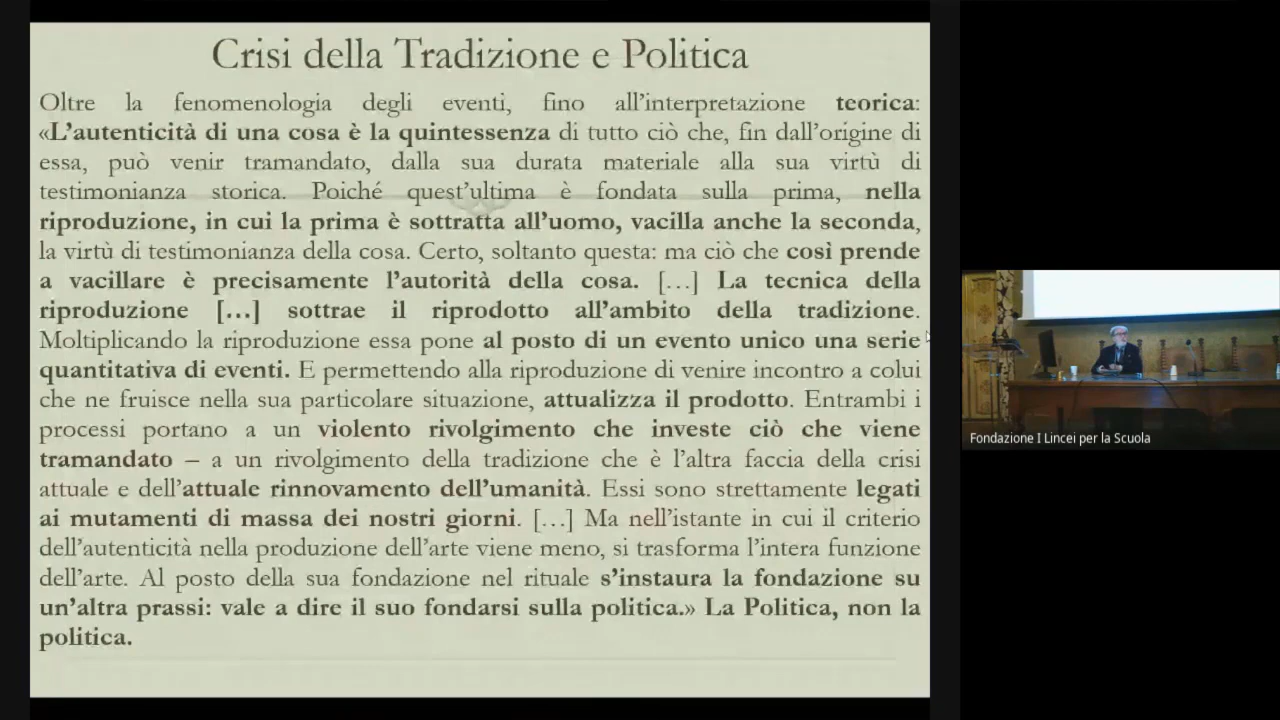 Crisi della Tradizione e Politica
Oltre la fenomenologia degli eventi, fino all'interpretazione teorica:
«L'autenticità di una cosa è la quintessenza di tutto ciò che, fin dall'origine di
essa, può venir tramandato, dalla sua durata materiale alla sua virtù di
testimonianza storica. Poiché quest'ultima è fondata sulla prima, nella
riproduzione, in cui la prima è sottratta all'uomo, vacilla anche la seconda,
la virtù di testimonianza della cosa. Certo, soltanto questa: ma ciò che così prende
a vacillare è precisamente l'autorità della cosa. […] La tecnica della
riproduzione […] sottrae il riprodotto all'ambito della tradizione.
Moltiplicando la riproduzione essa pone al posto di un evento unico una serie
quantitativa di eventi. E permettendo alla riproduzione di venire incontro a colui
che ne fruisce nella sua particolare situazione, attualizza il prodotto. Entrambi i
processi portano a un violento rivolgimento che investe ciò che viene
tramandato – a un rivolgimento della tradizione che è l'altra faccia della crisi
attuale e dell'attuale rinnovamento dell'umanità. Essi sono strettamente legati
ai mutamenti di massa dei nostri giorni. […] Ma nell'istante in cui il criterio
dell'autenticità nella produzione dell'arte viene meno, si trasforma l'intera funzione
dell'arte. Al posto della sua fondazione nel rituale s'instaura la fondazione su
un'altra prassi: vale a dire il suo fondarsi sulla politica.» La Politica, non la
politica.
Fondazione I Lincei per la Scuola